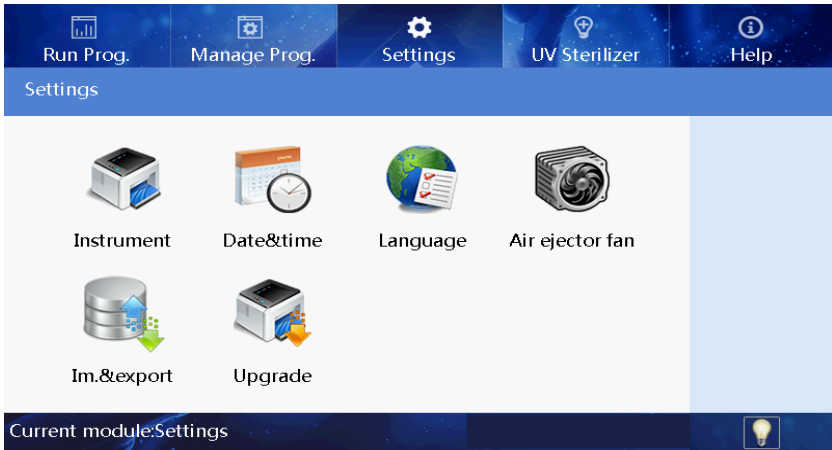 Run Prog. Manage Prog. Settings UV Sterilizer Help
Settings
Instrument Date&time Language Air ejector fan
Im.&export Upgrade
Current module:Settings